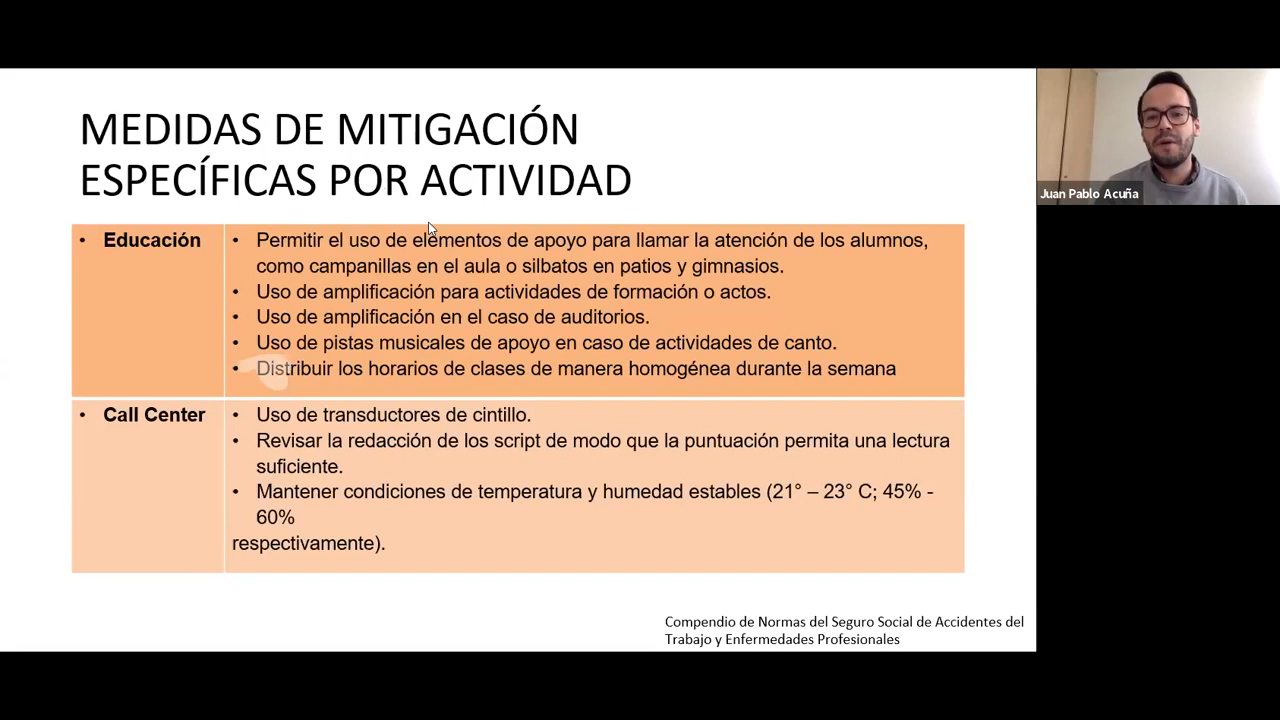 MEDIDAS DE MITIGACIÓN
ESPECÍFICAS POR ACTIVIDAD
• Educación
• Permitir el uso de elementos de apoyo para llamar la atención de los alumnos,
como campanillas en el aula o silbatos en patios y gimnasios.
• Uso de amplificación para actividades de formación o actos.
• Uso de amplificación en el caso de auditorios.
• Uso de pistas musicales de apoyo en caso de actividades de canto.
• Distribuir los horarios de clases de manera homogénea durante la semana
• Call Center
• Uso de transductores de cintillo.
• Revisar la redacción de los script de modo que la puntuación permita una lectura
suficiente.
• Mantener condiciones de temperatura y humedad estables (21° – 23° C; 45% -
60%
respectivamente).
Compendio de Normas del Seguro Social de Accidentes del
Trabajo y Enfermedades Profesionales
Juan Pablo Acuña